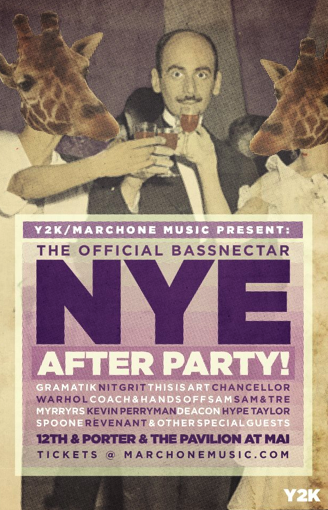 Y2K/MARCHONE MUSIC PRESENT:
THE OFFICIAL BASSNECTAR
NYE
AFTER PARTY!
GRAMATIK NIT GRIT THIS IS ART CHANCELLOR
WARHOL COACH & HANDS OFF SAM SAM & TRE
MYRRYRS KEVIN PERRYMAN DEACON HYPE TAYLOR
SPOONE REVENANT & OTHER SPECIAL GUESTS
12TH & PORTER & THE PAVILION AT MAI
TICKETS @ MARCHONEMUSIC.COM
Y2K